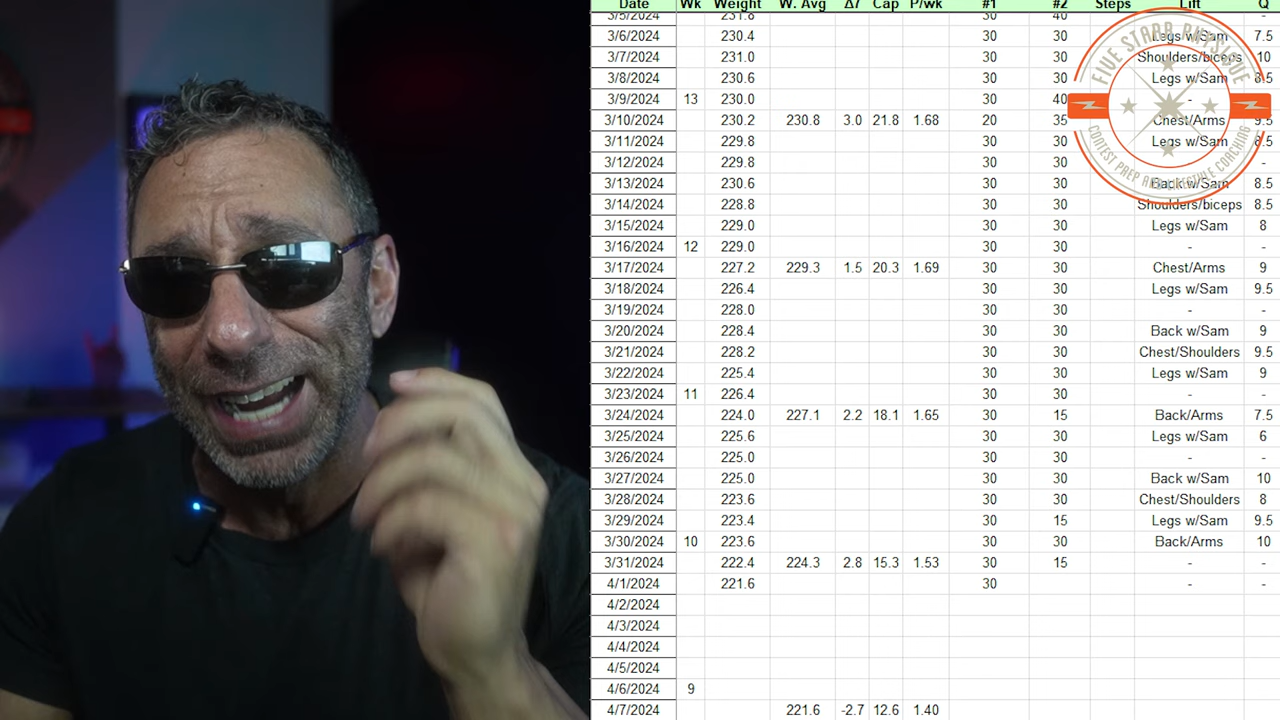 Date Wk Weight W. Avg Δ7 Cap P/wk #1 #2 Steps Lift Q
3/5/2024 231.8 30 40 -
3/6/2024 230.4 30 30 Legs w/Sam 7.5
3/7/2024 231.0 30 30 Shoulders/biceps 10
3/8/2024 230.6 30 30 Legs w/Sam 8.5
3/9/2024 13 230.0 30 40 -
3/10/2024 230.2 230.8 3.0 21.8 1.68 20 35 Chest/Arms 9.5
3/11/2024 229.8 30 30 Legs w/Sam 8.5
3/12/2024 229.8 30 30 -
3/13/2024 230.6 30 30 Back w/Sam 8.5
3/14/2024 228.8 30 30 Shoulders/biceps 8.5
3/15/2024 229.0 30 30 Legs w/Sam 8
3/16/2024 12 229.0 30 30 - -
3/17/2024 227.2 229.3 1.5 20.3 1.69 30 30 Chest/Arms 9
3/18/2024 226.4 30 30 Legs w/Sam 9.5
3/19/2024 228.0 30 30 - -
3/20/2024 228.4 30 30 Back w/Sam 9
3/21/2024 228.2 30 30 Chest/Shoulders 9.5
3/22/2024 225.4 30 30 Legs w/Sam 9
3/23/2024 11 226.4 30 30 - -
3/24/2024 224.0 227.1 2.2 18.1 1.65 30 15 Back/Arms 7.5
3/25/2024 225.6 30 30 Legs w/Sam 6
3/26/2024 225.0 30 30 - -
3/27/2024 225.0 30 30 Back w/Sam 10
3/28/2024 223.6 30 30 Chest/Shoulders 8
3/29/2024 223.4 30 15 Legs w/Sam 9.5
3/30/2024 10 223.6 30 30 Back/Arms 10
3/31/2024 222.4 224.3 2.8 15.3 1.53 30 15 - -
4/1/2024 221.6 30 - -
4/2/2024
4/3/2024
4/4/2024
4/5/2024
4/6/2024 9
4/7/2024 221.6 -2.7 12.6 1.40
FIVE STARR PHYSIQUE
CONTEST PREP AND LIFESTYLE COACHING